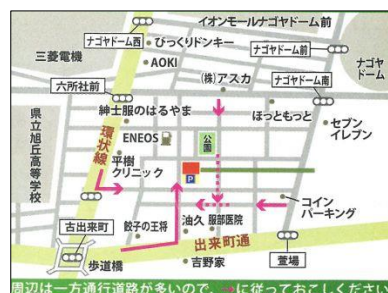 イオンモールナゴヤドーム前
ナゴヤドーム西
びっくりドンキー
ナゴヤドーム前
三菱電機
AOKI
ナゴヤドーム
六所社前
(株)アスカ
ナゴヤドーム南
紳士服のはるやま
ほっともっと
県立旭丘高等学校
環状線
ENEOS
公園
セブン
イレブン
平樹
クリニック
P
コイン
パーキング
古出来町
餃子の王将
油久
服部医院
出来町通
萱場
歩道橋
吉野家
周辺は一方通行道路が多いので、→に従っておこしください